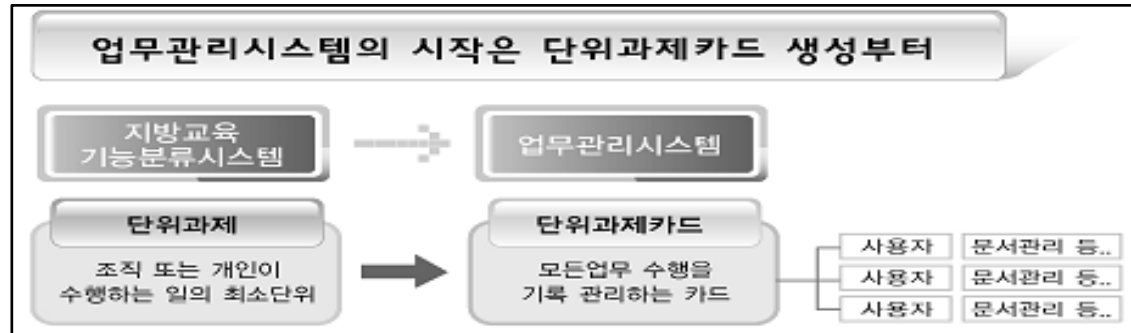 업무관리시스템의 시작은 단위과제카드 생성부터
지방교육
기능분류시스템
업무관리시스템
단위과제
조직 또는 개인이
수행하는 일의 최소단위
단위과제카드
모든업무 수행을
기록 관리하는 카드
사용자 문서관리 등..
사용자 문서관리 등..
사용자 문서관리 등..